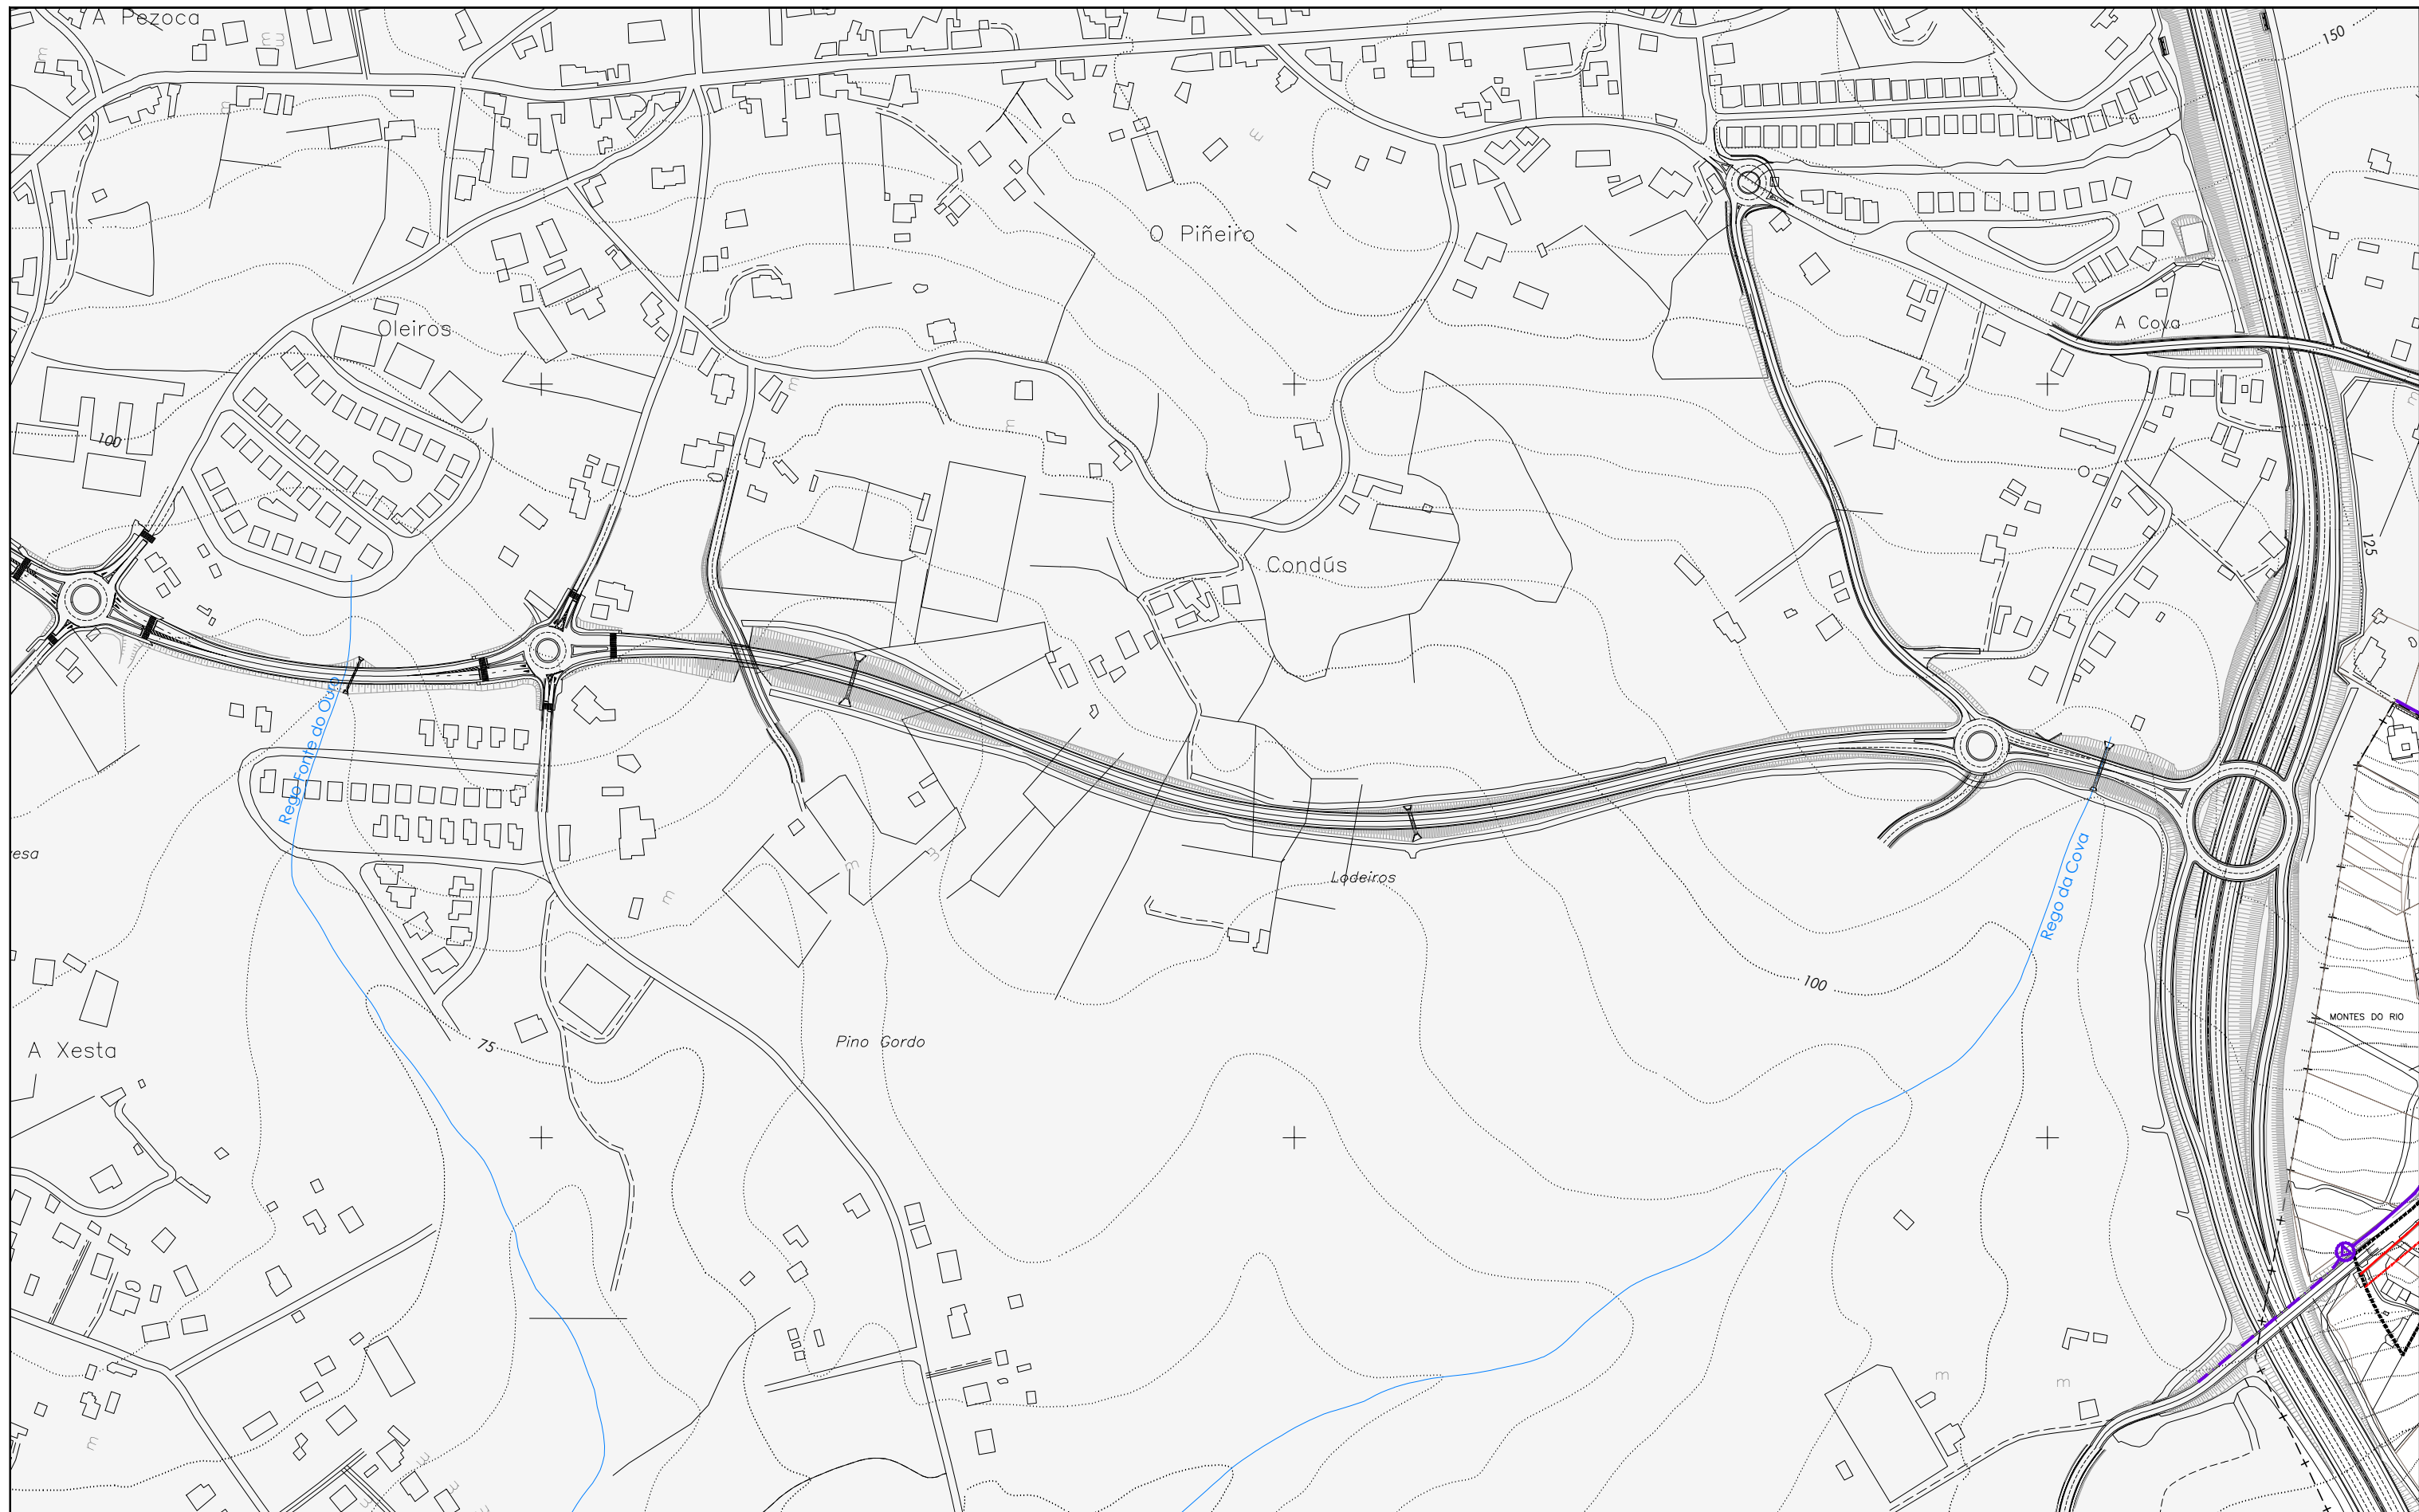 A Pezoca
150
O Piñeiro
A Cova
Oleiros
100
125
Condús
Rego Fonte do Ouro
esa
Lodeiros
Rego da Cova
100
MONTES DO RIO
Pino Gordo
75
A Xesta